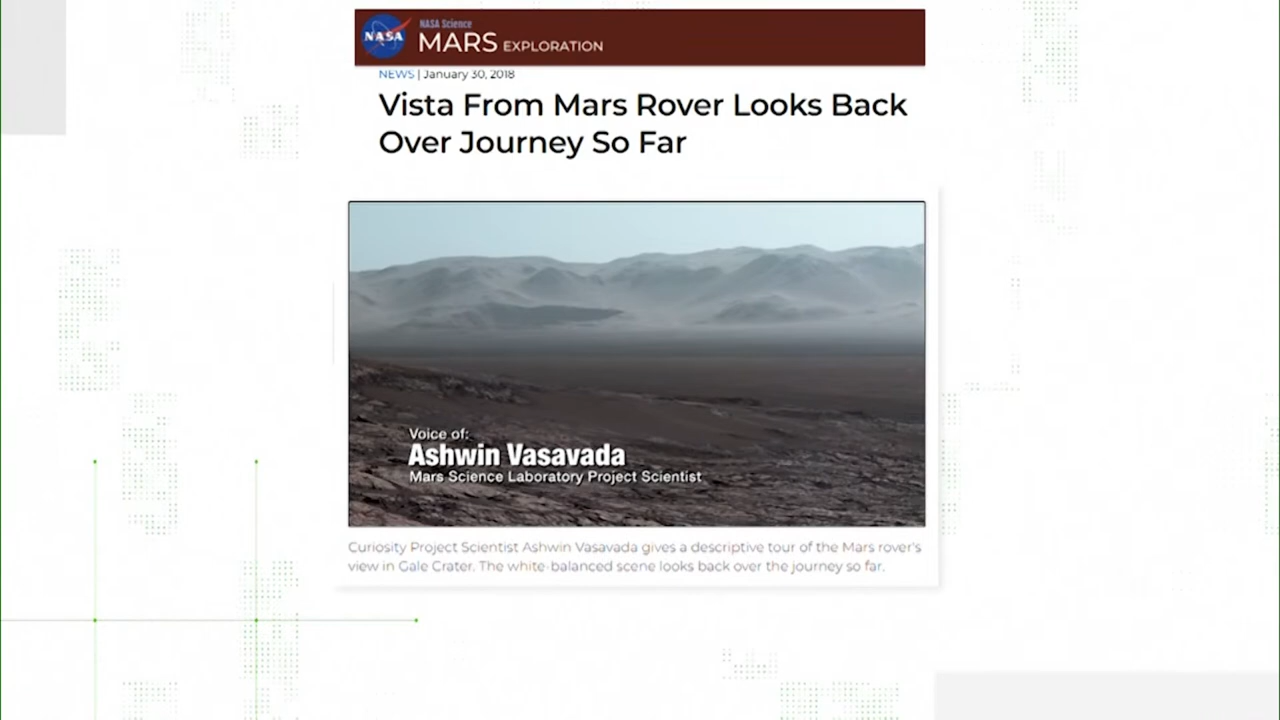 NASA
NASA Science
MARS EXPLORATION
NEWS | January 30, 2018
Vista From Mars Rover Looks Back
Over Journey So Far
Voice of:
Ashwin Vasavada
Mars Science Laboratory Project Scientist
Curiosity Project Scientist Ashwin Vasavada gives a descriptive tour of the Mars rover's
view in Gale Crater. The white-balanced scene looks back over the journey so far.